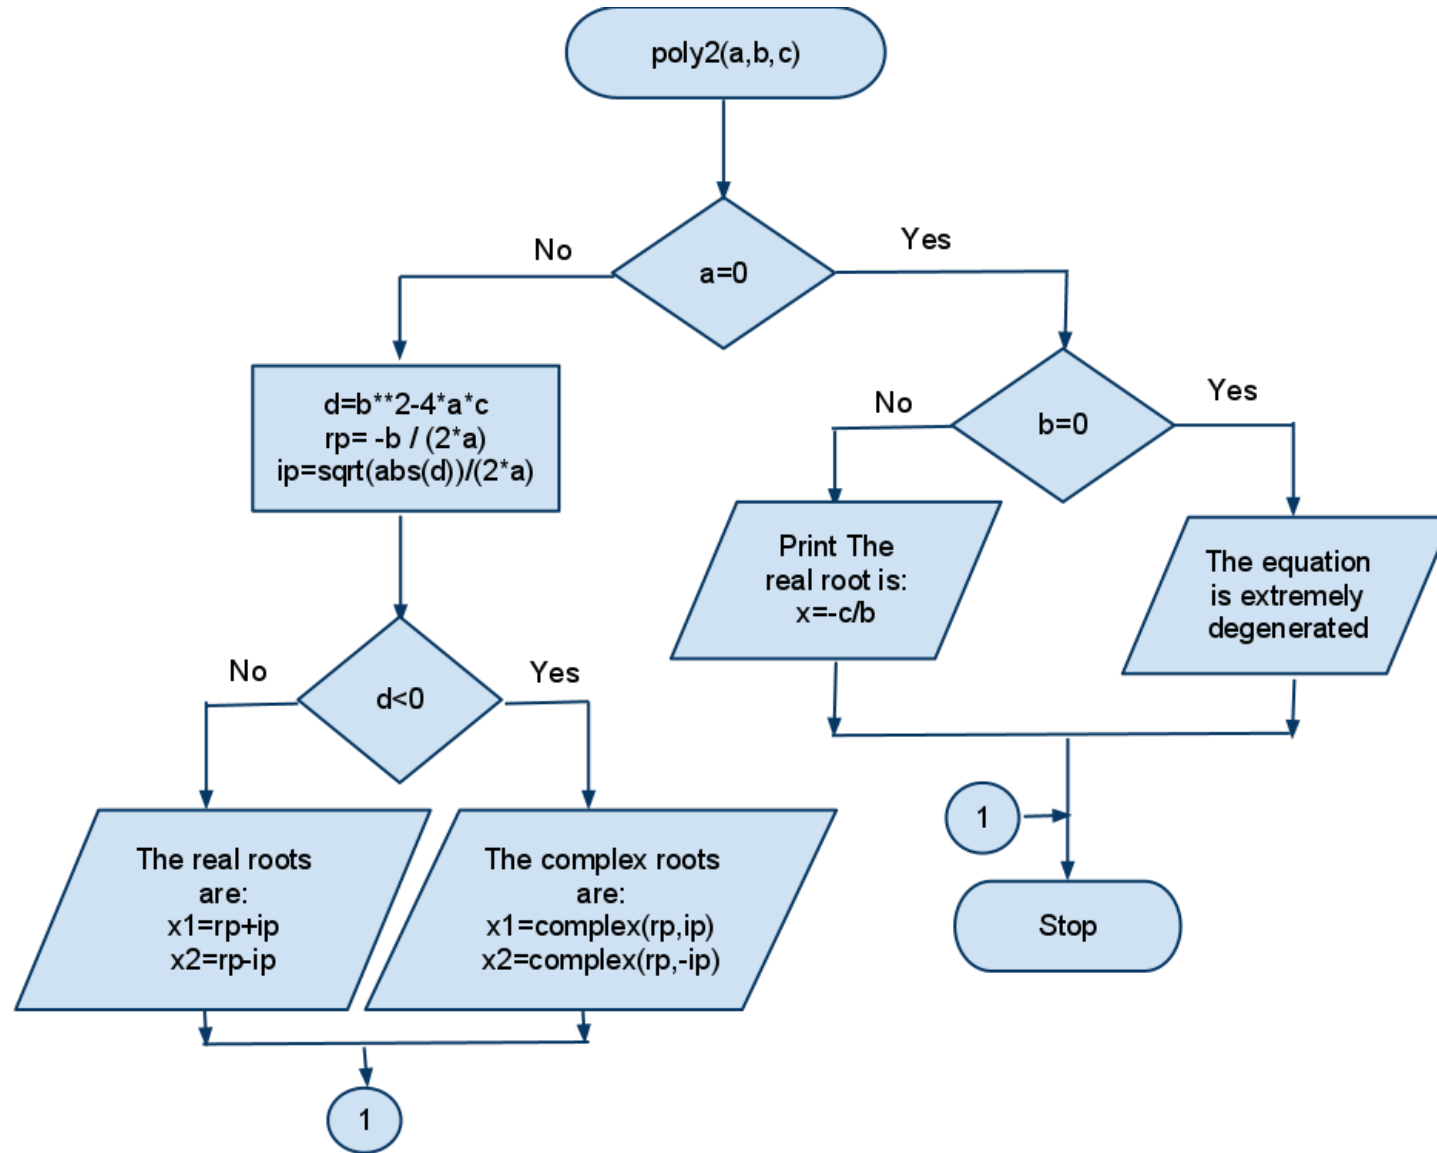 poly2(a,b,c)
No
Yes
a=0
d=b**2-4*a*c
rp= -b / (2*a)
ip=sqrt(abs(d))/(2*a)
No
Yes
b=0
Print The
real root is:
x=-c/b
The equation
is extremely
degenerated
No
Yes
d<0
The real roots
are:
x1=rp+ip
x2=rp-ip
The complex roots
are:
x1=complex(rp,ip)
x2=complex(rp,-ip)
1
Stop
1